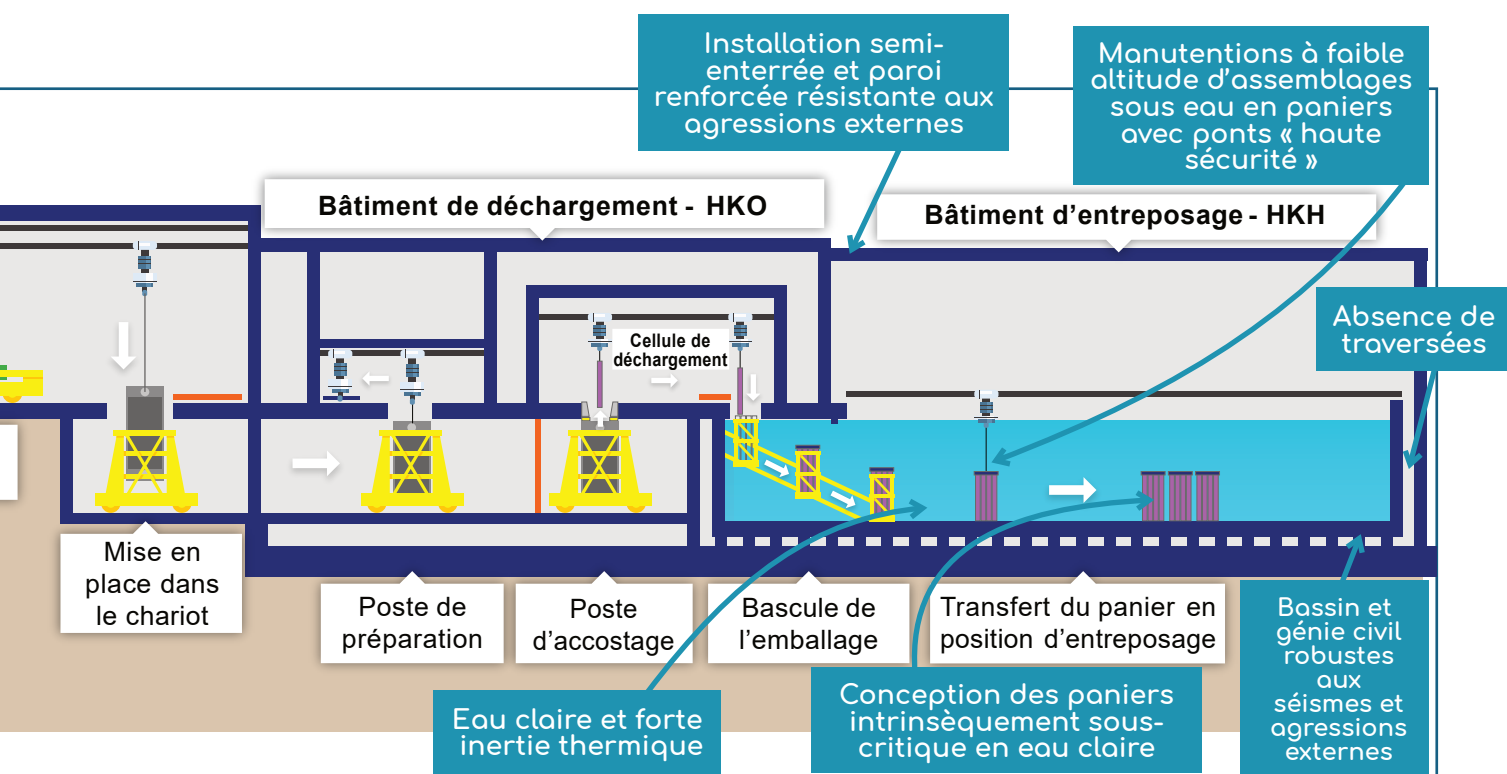 Installation semi-
enterrée et paroi
renforcée résistante aux
agressions externes
Manutentions à faible
altitude d'assemblages
sous eau en paniers
avec ponts « haute
sécurité »
Bâtiment de déchargement - HKO
Bâtiment d'entreposage - HKH
Absence de
traversées
Cellule de
déchargement
Mise en
place dans
le chariot
Poste de
préparation
Poste
d'accostage
Bascule de
l'emballage
Transfert du panier en
position d'entreposage
Eau claire et forte
inertie thermique
Conception des paniers
intrinsèquement sous-
critique en eau claire
Bassin et
génie civil
robustes
aux
séismes et
agressions
externes